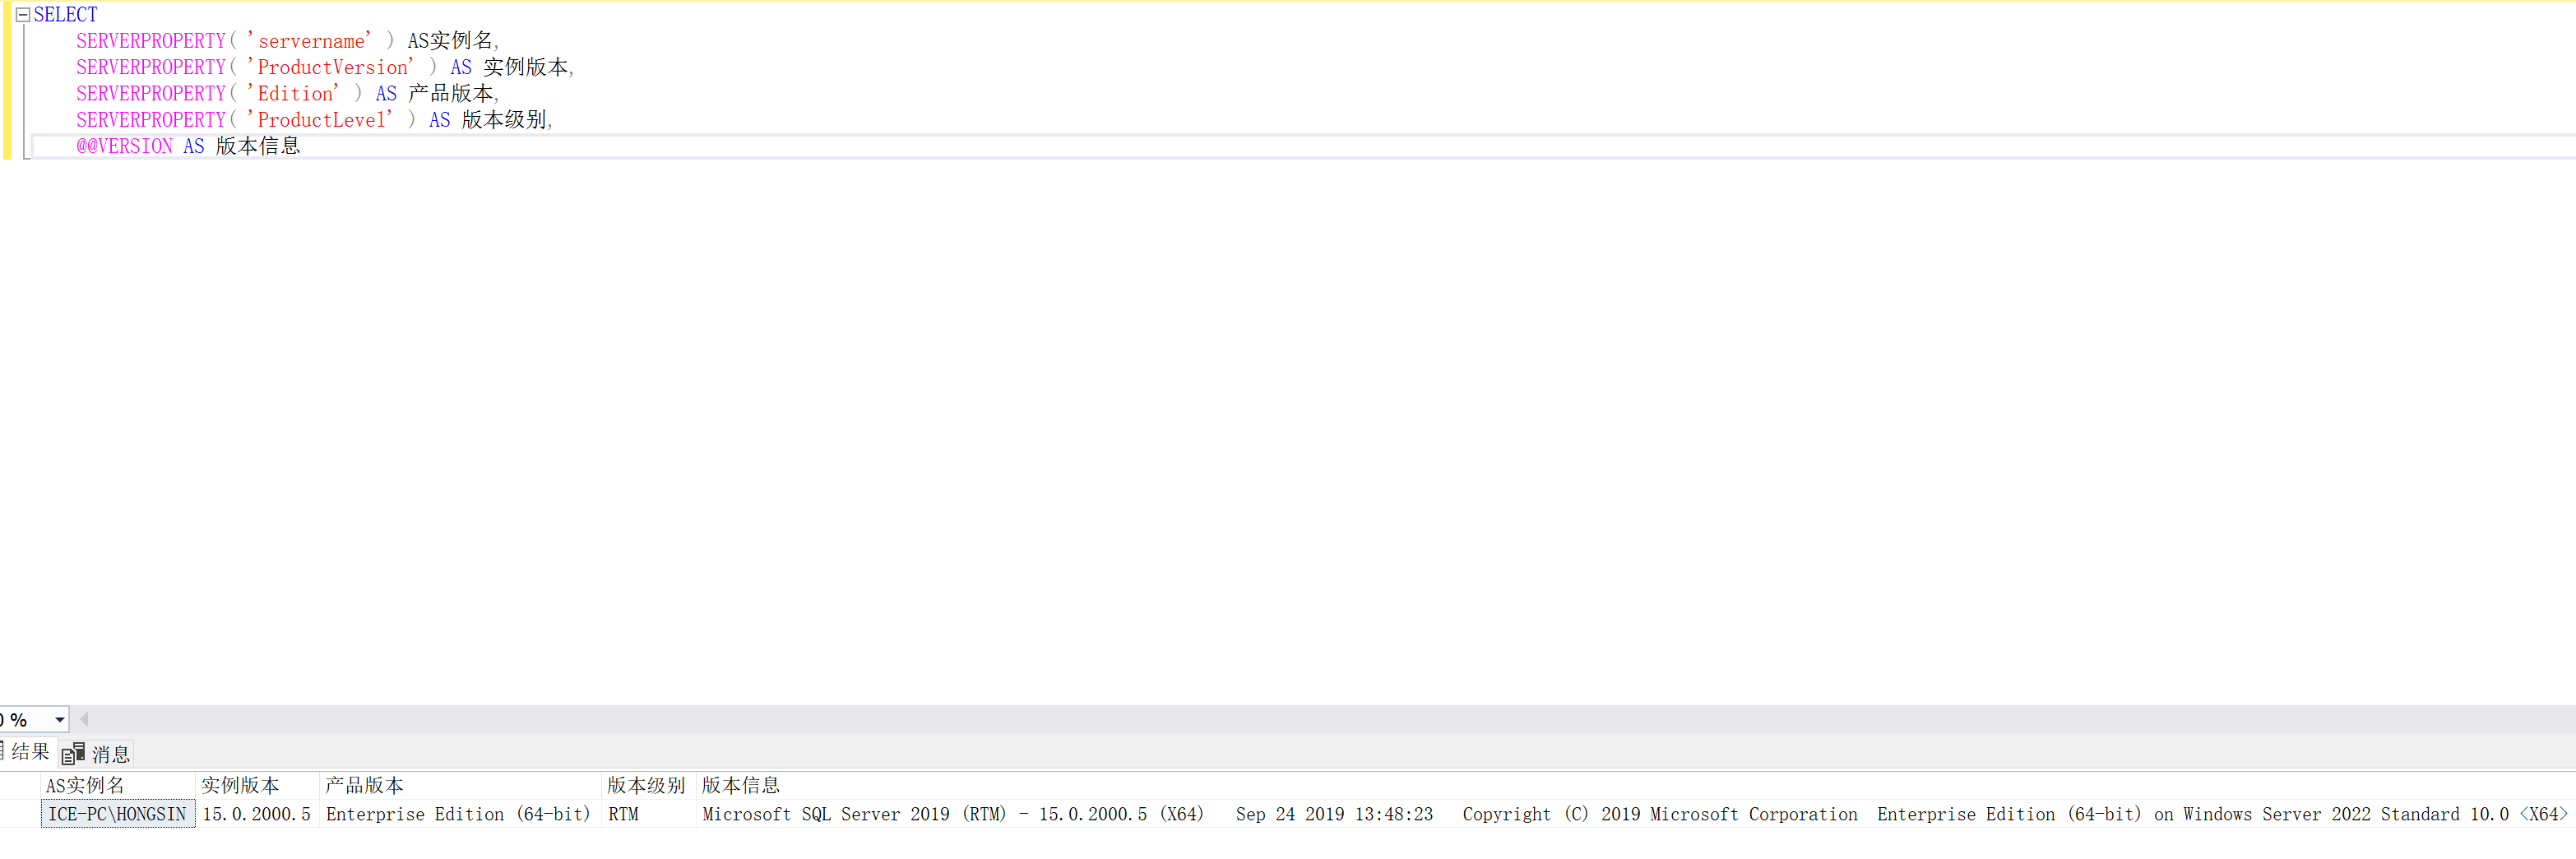 SELECT
SERVERPROPERTY('servername') AS实例名,
SERVERPROPERTY('ProductVersion') AS 实例版本,
SERVERPROPERTY('Edition') AS 产品版本,
SERVERPROPERTY('ProductLevel') AS 版本级别,
@@VERSION AS 版本信息
0 %
结果 消息
AS实例名 实例版本 产品版本 版本级别 版本信息
ICE-PC\HONGSIN 15.0.2000.5 Enterprise Edition (64-bit) RTM Microsoft SQL Server 2019 (RTM) - 15.0.2000.5 (X64) Sep 24 2019 13:48:23 Copyright (C) 2019 Microsoft Corporation Enterprise Edition (64-bit) on Windows Server 2022 Standard 10.0 <X64>